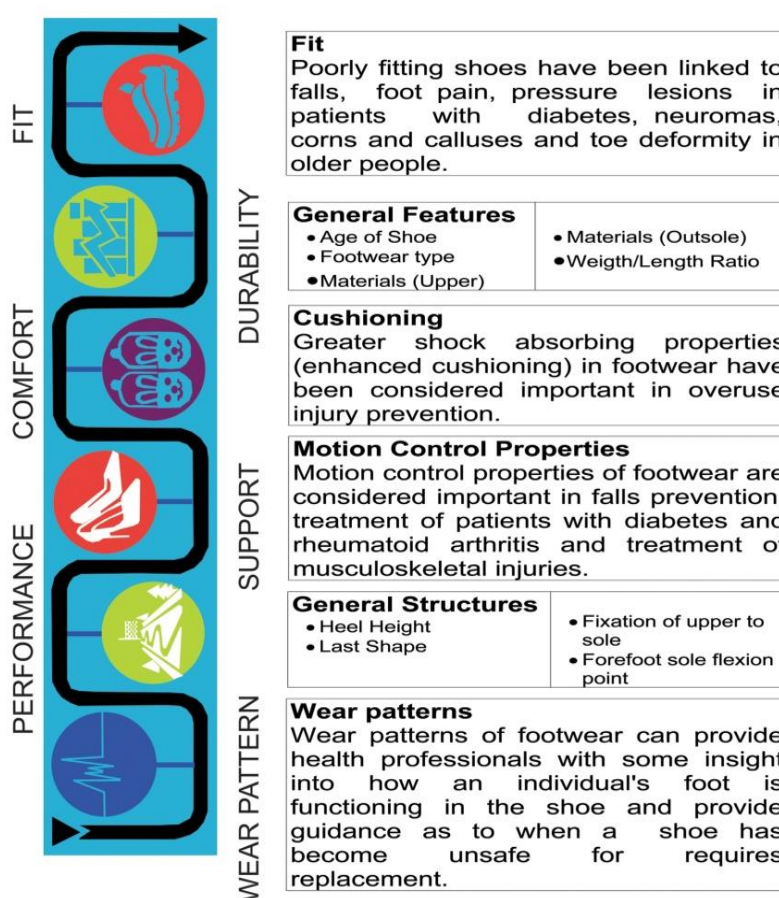 FIT
COMFORT
PERFORMANCE
DURABILITY
SUPPORT
WEAR PATTERN
Fit
Poorly fitting shoes have been linked to
falls, foot pain, pressure lesions in
patients with diabetes, neuromas,
corns and calluses and toe deformity in
older people.
General Features
• Age of Shoe
• Footwear type
• Materials (Upper)
• Materials (Outsole)
• Weigth/Length Ratio
Cushioning
Greater shock absorbing properties
(enhanced cushioning) in footwear have
been considered important in overuse
injury prevention.
Motion Control Properties
Motion control properties of footwear are
considered important in falls prevention
treatment of patients with diabetes and
rheumatoid arthritis and treatment of
musculoskeletal injuries.
General Structures
• Heel Height
• Last Shape
• Fixation of upper to
sole
• Forefoot sole flexion
point
Wear patterns
Wear patterns of footwear can provide
health professionals with some insight
into how an individual's foot is
functioning in the shoe and provide
guidance as to when a shoe has
become unsafe for requires
replacement.